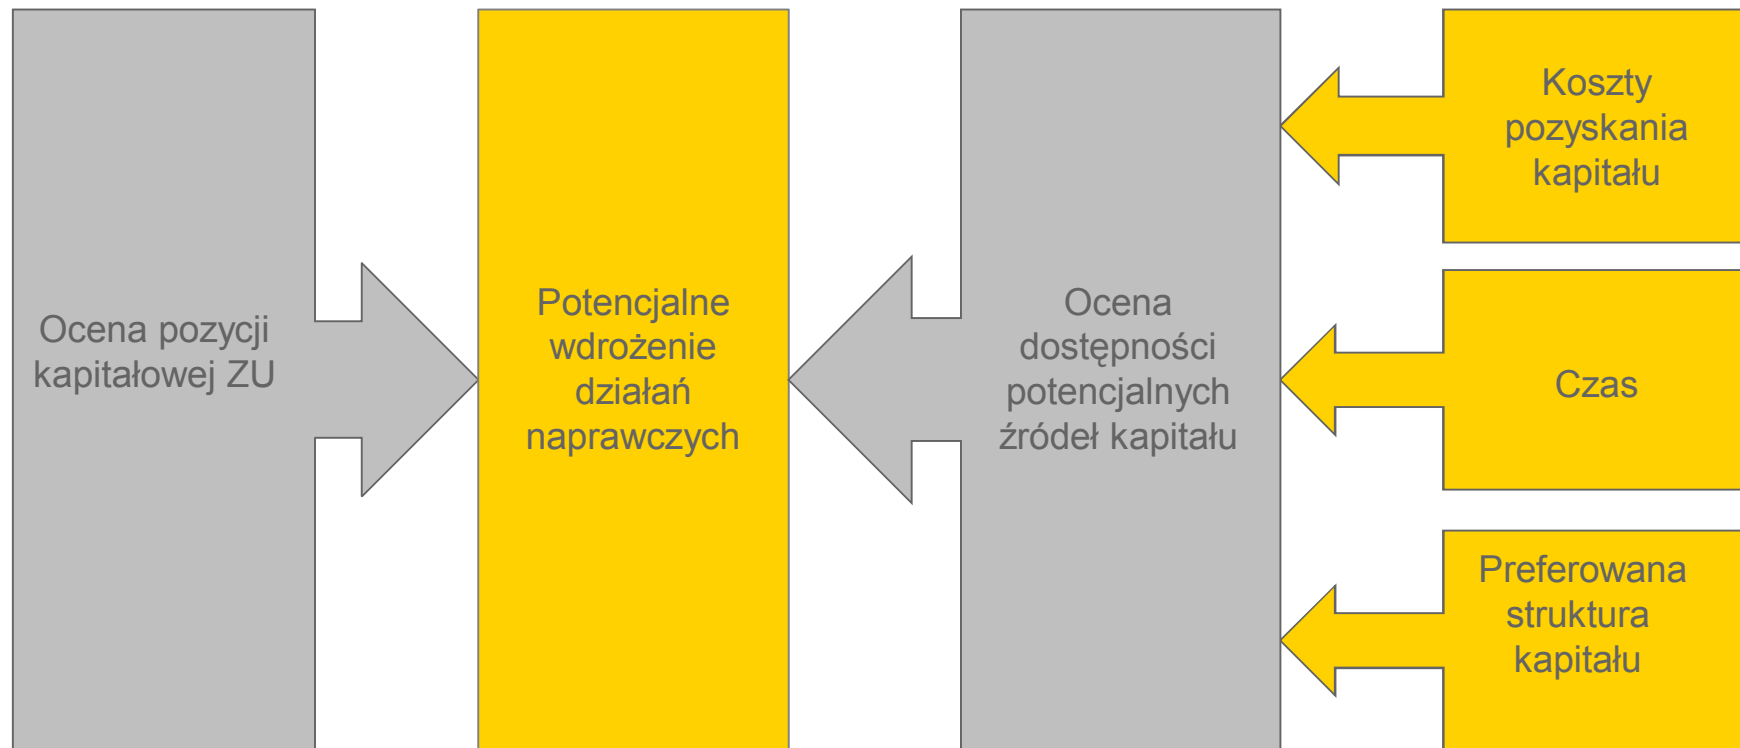 Ocena pozycji
kapitałowej ZU
Potencjalne
wdrożenie
działań
naprawczych
Ocena
dostępności
potencjalnych
źródeł kapitału
Koszty
pozyskania
kapitału
Czas
Preferowana
struktura
kapitału